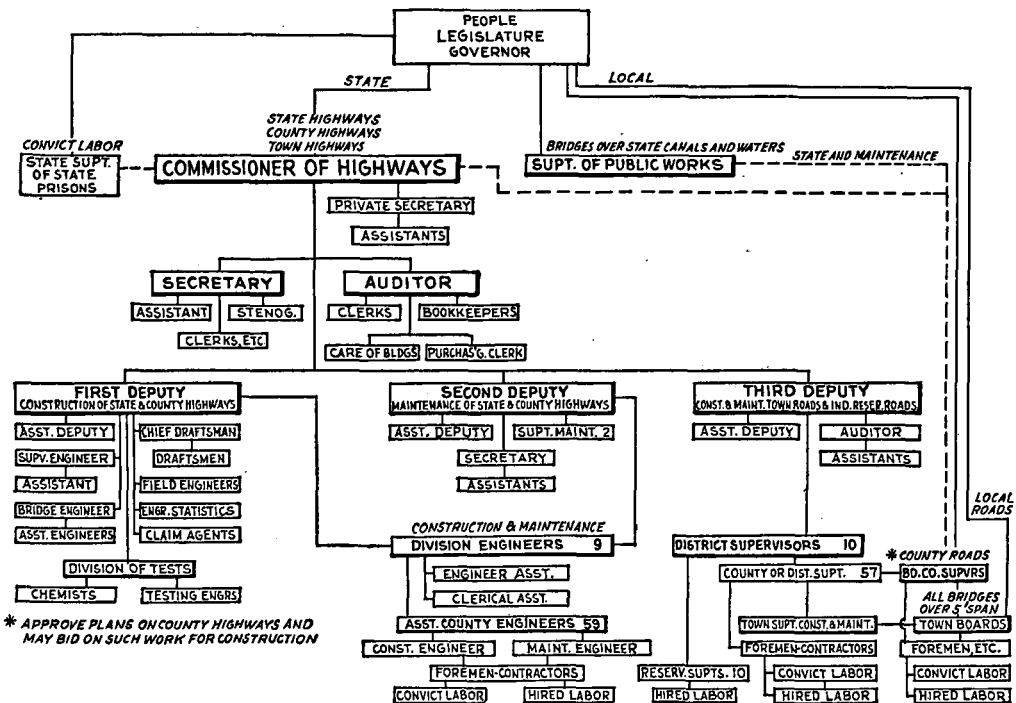 PEOPLE
LEGISLATURE
GOVERNOR
STATE
LOCAL
STATE HIGHWAYS
COUNTY HIGHWAYS
TOWN HIGHWAYS
CONVICT LABOR
STATE SUPT.
OF STATE
PRISONS
COMMISSIONER OF HIGHWAYS
BRIDGES OVER STATE CANALS AND WATERS
SUPT. OF PUBLIC WORKS
STATE AND MAINTENANCE
PRIVATE SECRETARY
ASSISTANTS
SECRETARY
ASSISTANT
STENOG.
CLERKS, ETC.
AUDITOR
CLERKS
BOOKKEEPERS
CARE OF BLDGS
PURCHAS'G. CLERK
FIRST DEPUTY
CONSTRUCTION OF STATE & COUNTY HIGHWAYS
ASST. DEPUTY
SUPV. ENGINEER
ASSISTANT
BRIDGE ENGINEER
ASST. ENGINEERS
CHIEF DRAFTSMAN
DRAFTSMEN
FIELD ENGINEERS
ENGR. STATISTICS
CLAIM AGENTS
DIVISION OF TESTS
CHEMISTS
TESTING ENGRS
* APPROVE PLANS ON COUNTY HIGHWAYS AND
MAY BID ON SUCH WORK FOR CONSTRUCTION
SECOND DEPUTY
MAINTENANCE OF STATE & COUNTY HIGHWAYS
ASST. DEPUTY
SUPT. MAINT. 2
SECRETARY
ASSISTANTS
CONSTRUCTION & MAINTENANCE
DIVISION ENGINEERS 9
ENGINEER ASST.
CLERICAL ASST.
ASST. COUNTY ENGINEERS 59
CONST. ENGINEER
MAINT. ENGINEER
FOREMEN-CONTRACTORS
CONVICT LABOR
HIRED LABOR
THIRD DEPUTY
CONST. & MAINT. TOWN ROADS & IND. RESER. ROADS
ASST. DEPUTY
AUDITOR
ASSISTANTS
LOCAL
ROADS
DISTRICT SUPERVISORS 10
* COUNTY ROADS
COUNTY OR DIST. SUPT. 57
BD. CO. SUPVRS
ALL BRIDGES
OVER 5' SPAN
TOWN SUPT. CONST. & MAINT.
TOWN BOARDS
FOREMEN-CONTRACTORS
FOREMEN, ETC.
RESERV. SUPTS. 10
CONVICT LABOR
CONVICT LABOR
HIRED LABOR
HIRED LABOR
HIRED LABOR